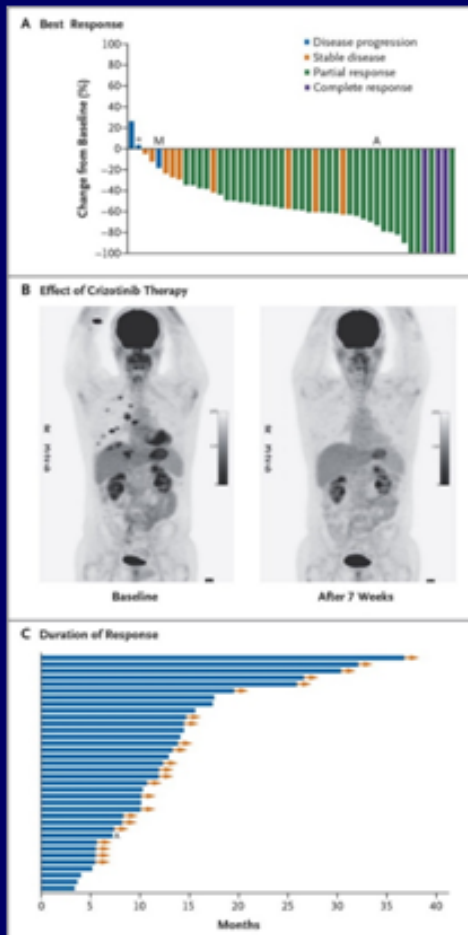 A Best Response
Change from Baseline (%)
100
80
60
40
20
0
-20
-40
-60
-80
-100
Disease progression
Stable disease
Partial response
Complete response
*
M
A
B Effect of Crizotinib Therapy
Baseline
After 7 Weeks
C Duration of Response
0 5 10 15 20 25 30 35 40
Months